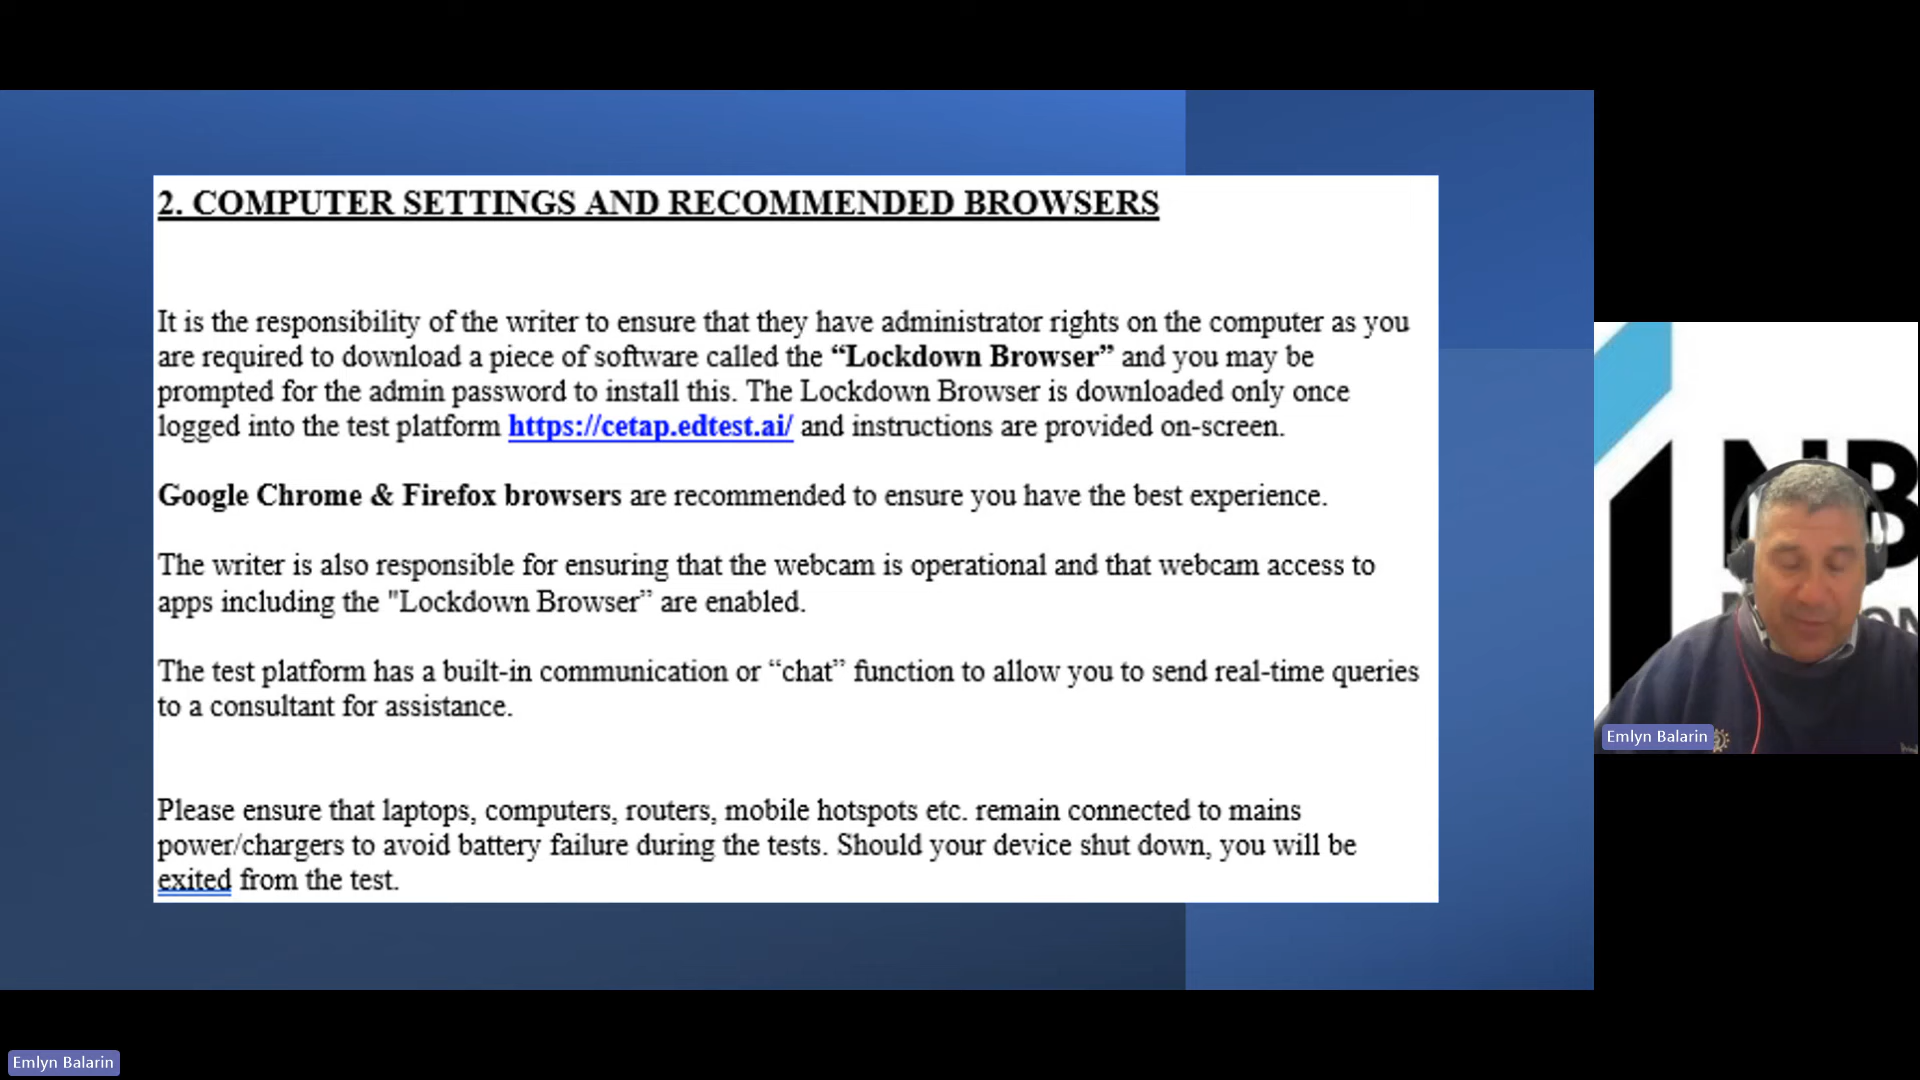 2. COMPUTER SETTINGS AND RECOMMENDED BROWSERS
It is the responsibility of the writer to ensure that they have administrator rights on the computer as you
are required to download a piece of software called the “Lockdown Browser” and you may be
prompted for the admin password to install this. The Lockdown Browser is downloaded only once
logged into the test platform https://cetap.edtest.ai/ and instructions are provided on-screen.
Google Chrome & Firefox browsers are recommended to ensure you have the best experience.
The writer is also responsible for ensuring that the webcam is operational and that webcam access to
apps including the "Lockdown Browser” are enabled.
The test platform has a built-in communication or “chat” function to allow you to send real-time queries
to a consultant for assistance.
Please ensure that laptops, computers, routers, mobile hotspots etc. remain connected to mains
power/chargers to avoid battery failure during the tests. Should your device shut down, you will be
exited from the test.
NB
Emlyn Balarin
Emlyn Balarin